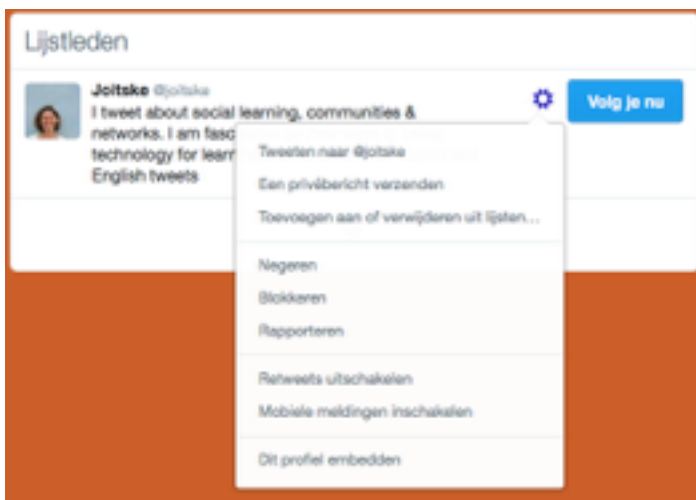 Lijstleden
Joitske @joitske
I tweet about social learning, communities &
networks. I am fasc
technology for learn
English tweets
Volg je nu
Tweeten naar @joitske
Een privébericht verzenden
Toevoegen aan of verwijderen uit lijsten...
Negeren
Blokkeren
Rapporteren
Retweets uitschakelen
Mobiele meldingen inschakelen
Dit profiel embedden